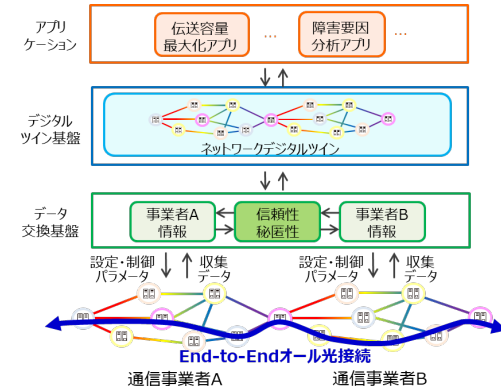 アプリ
ケーション
伝送容量
最大化アプリ
…
障害要因
分析アプリ
…
デジタル
ツイン基盤
ネットワークデジタルツイン
データ
交換基盤
事業者A
情報
信頼性
秘匿性
事業者B
情報
設定・制御
パラメータ
収集
データ
設定・制御
パラメータ
収集
データ
End-to-Endオール光接続
通信事業者A
通信事業者B